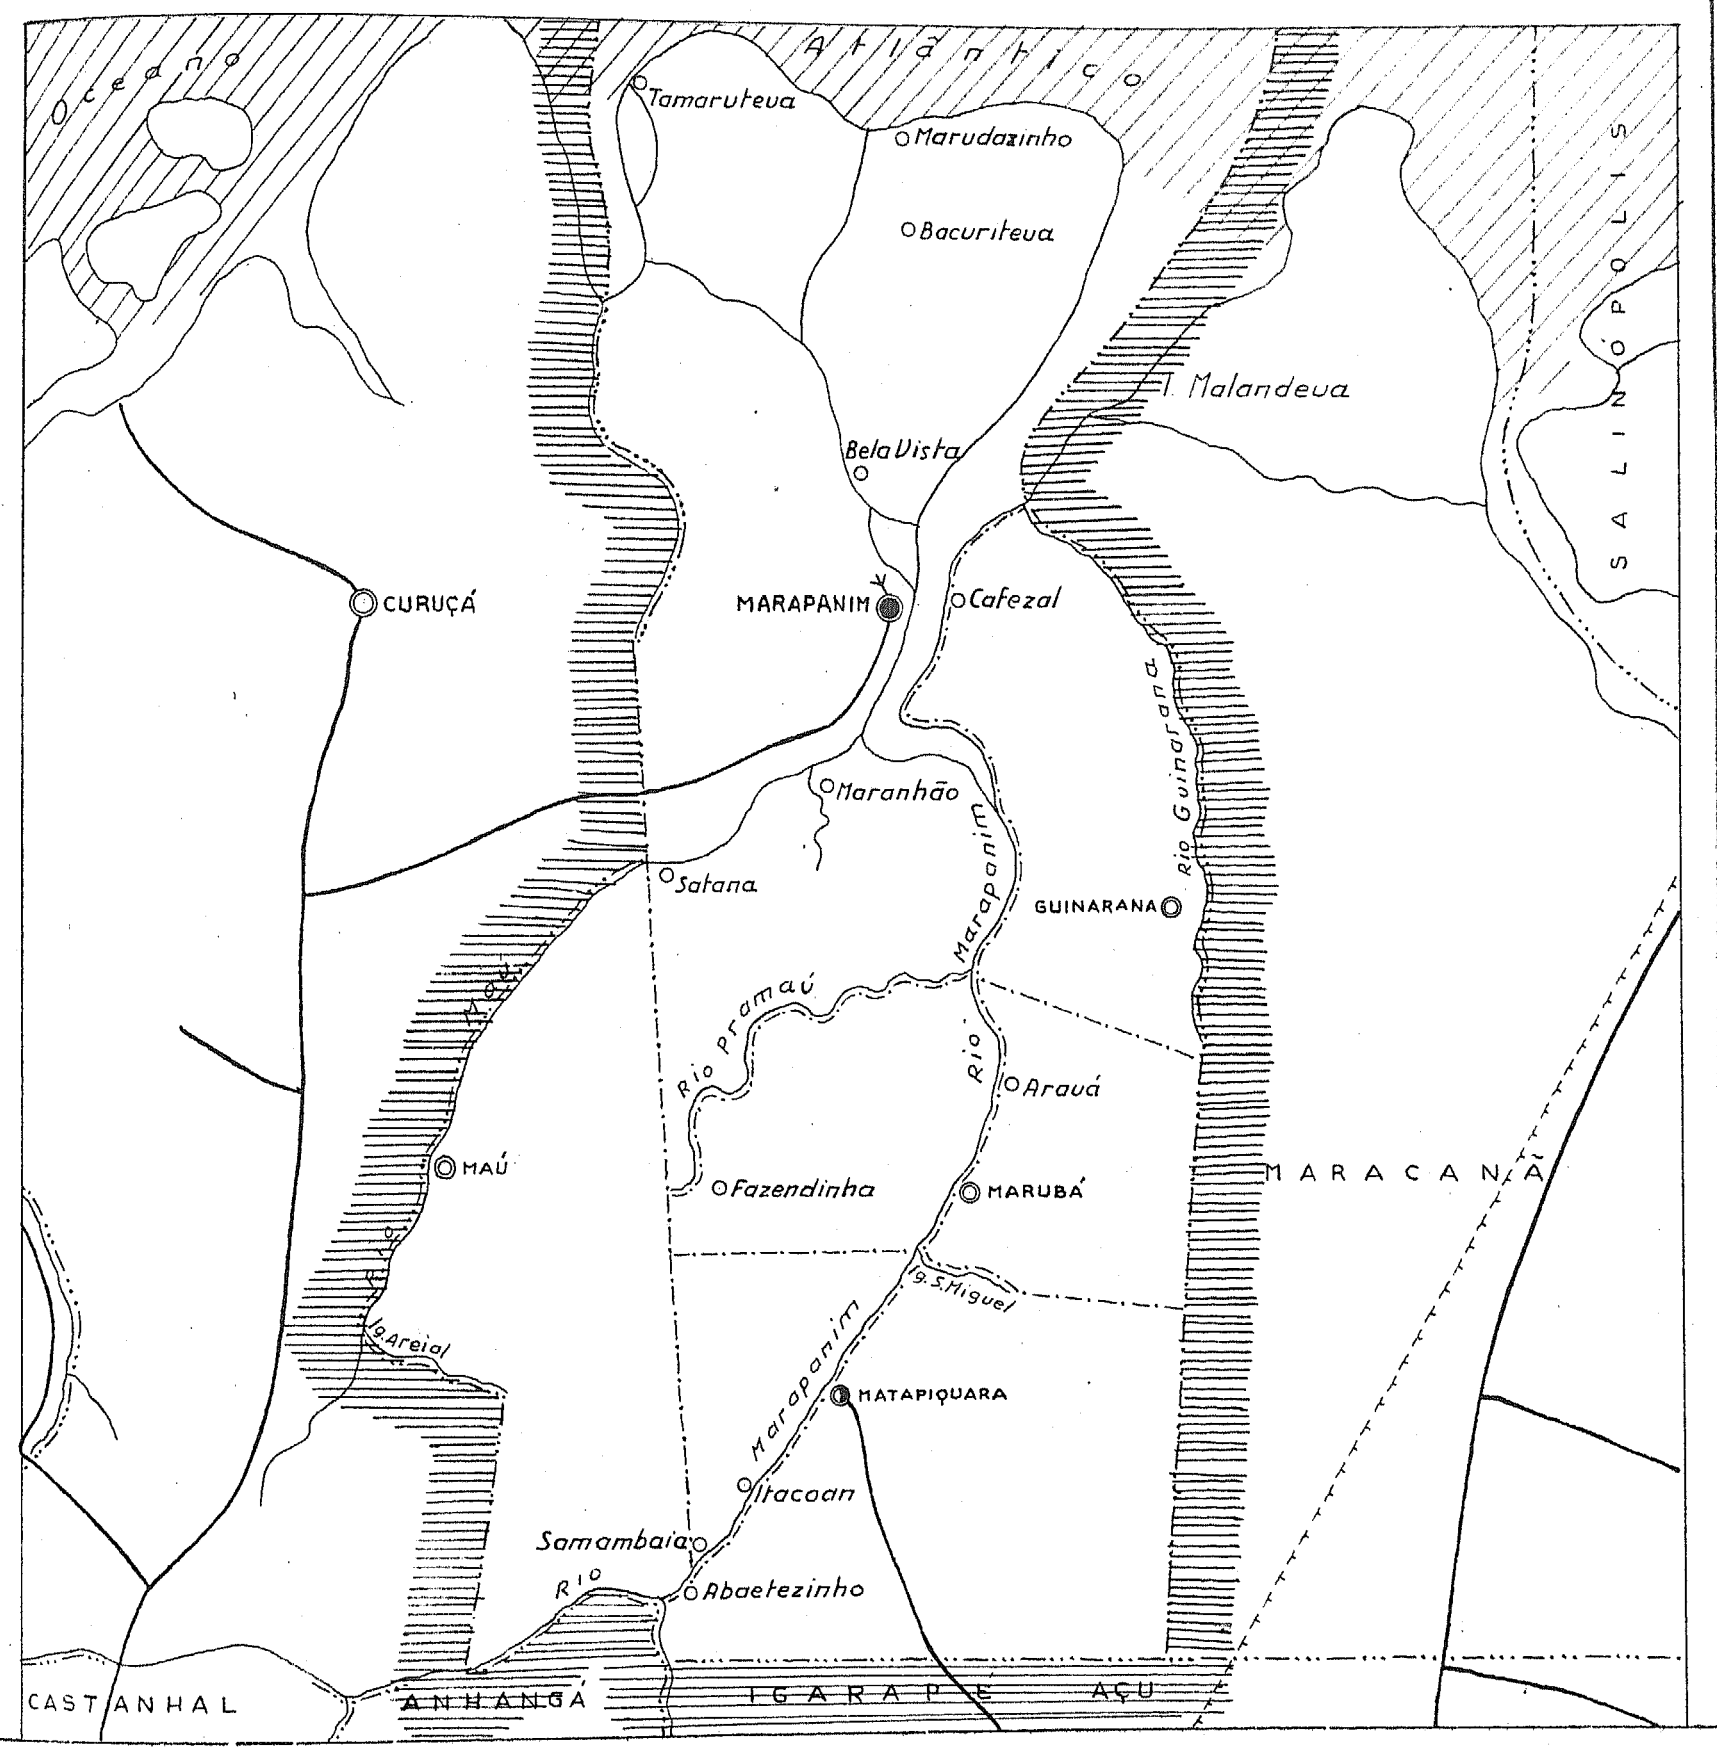 Oceano
Atlântico
Tamaruteua
Marudazinho
Bacuriteua
SALINÓPOLIS
I. Malandeua
Bela Vista
CURUÇÁ
MARAPANIM
Cafezal
Rio Guinarana
Maranhão
Satana
Rio Marapanim
GUINARANA
Rio Maú
Rio Pramaú
Arauá
MAÚ
Fazendinha
MARUBÁ
MARACANÃ
Ig. S. Miguel
Ig. Areial
MATAPIQUARA
Rio Marapanim
Itacoan
Samambaia
Abaetezinho
CASTANHAL
ANHANGÁ
IGARAPÉ AÇU